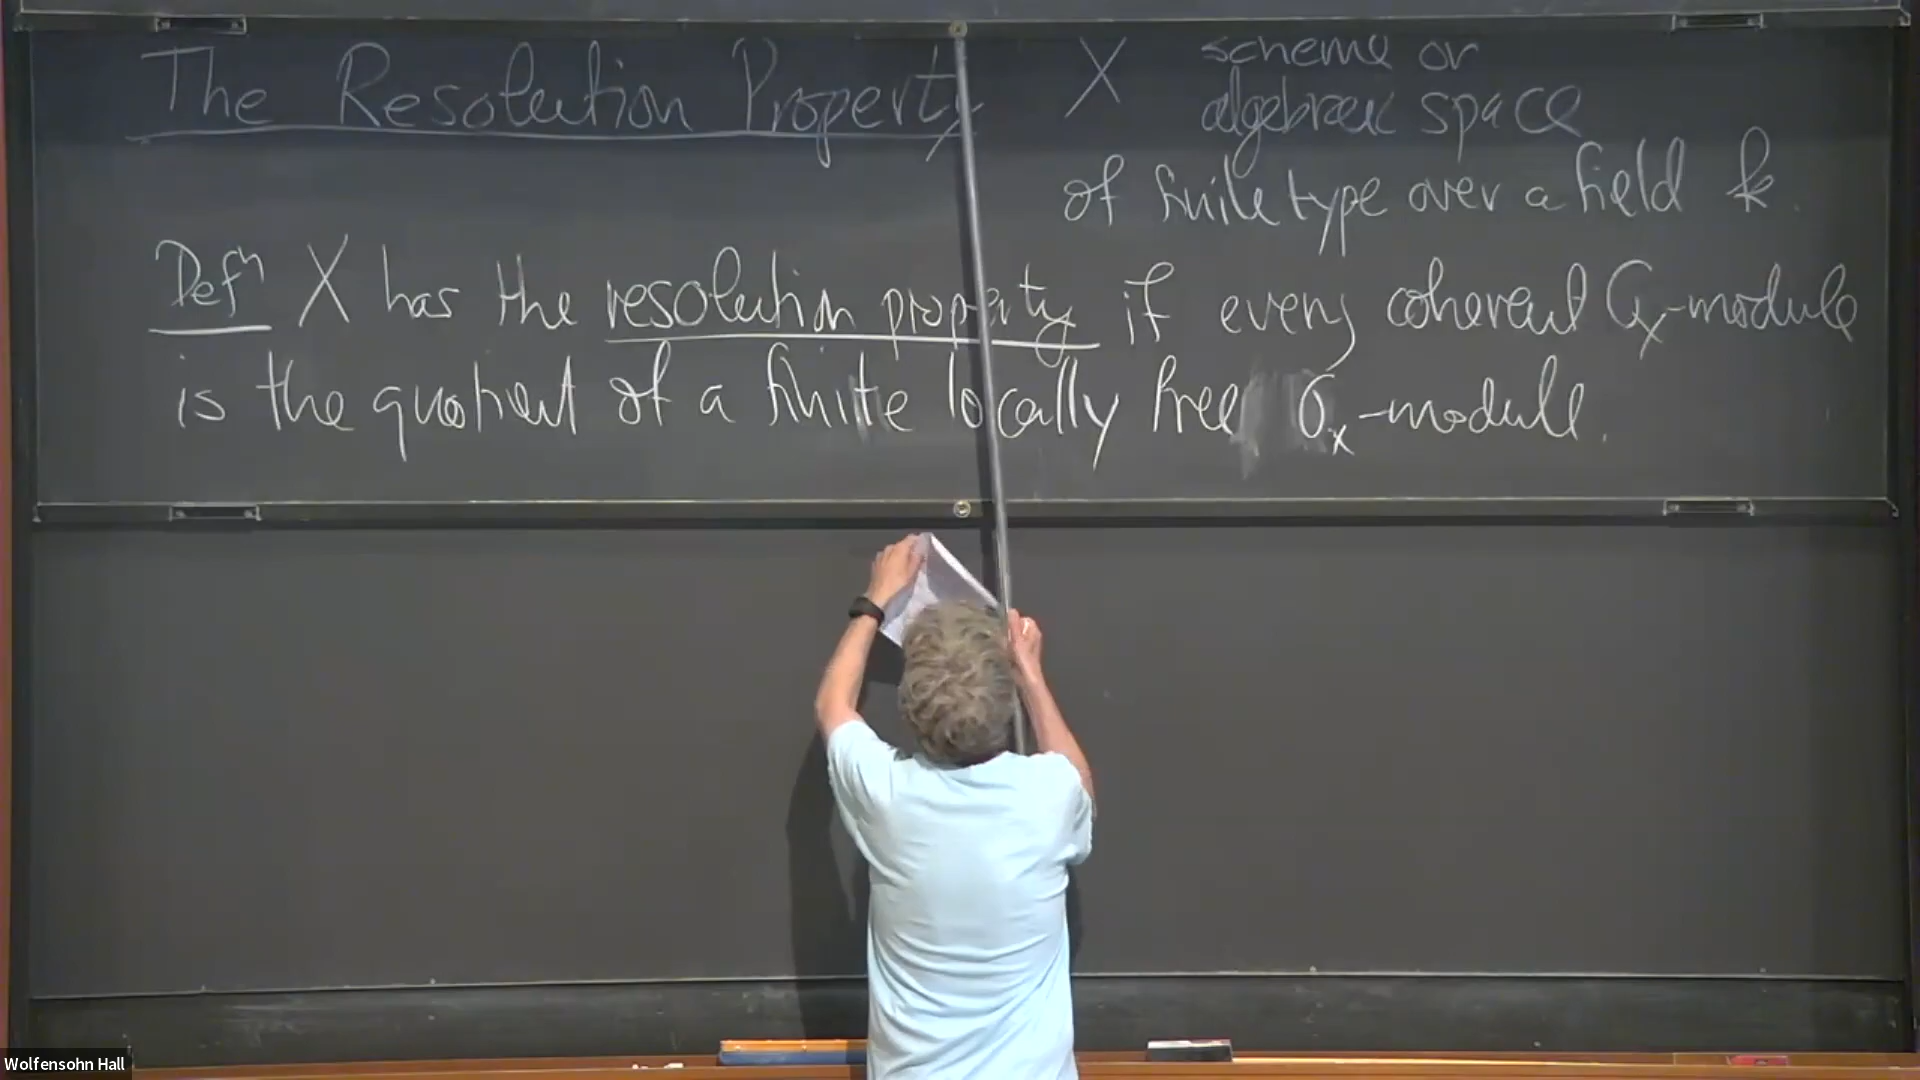 The Resolution Property
X scheme or
algebraic space
of finite type over a field k.
Defⁿ X has the resolution property if every coherent O_X-module
is the quotient of a finite locally free O_X-module.
Wolfensohn Hall